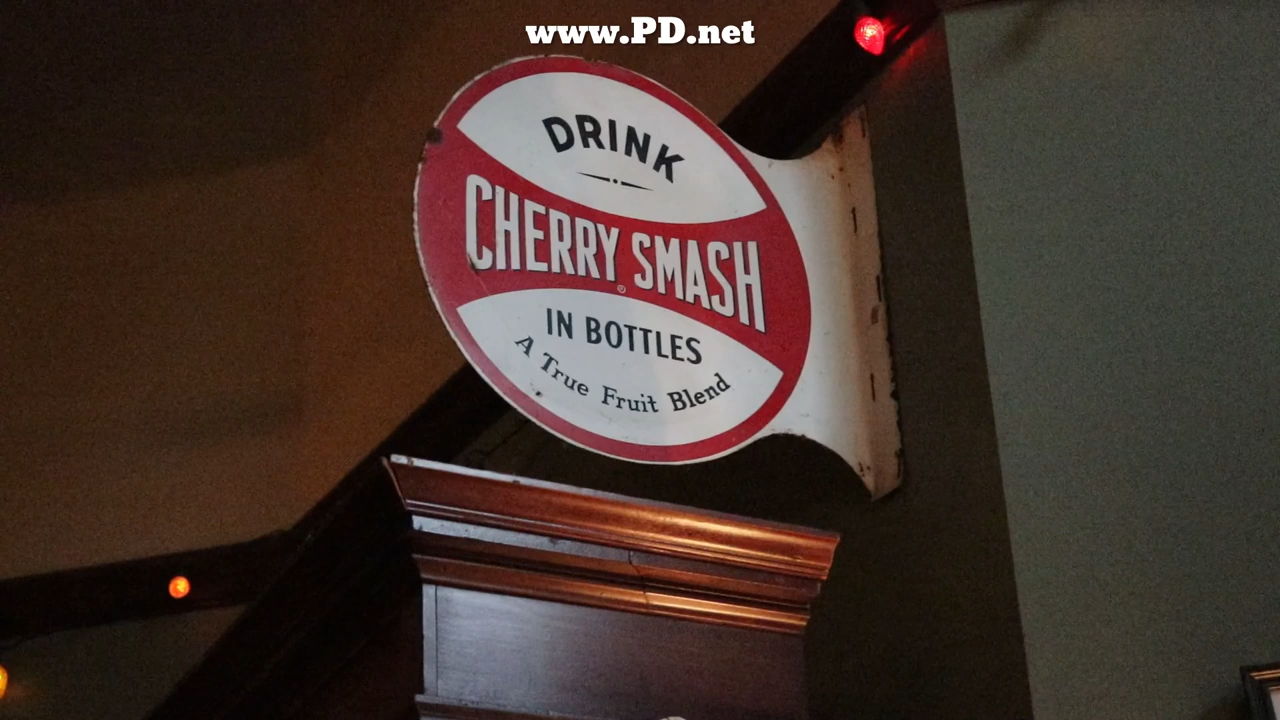 www.PD.net
DRINK
CHERRY SMASH
®
IN BOTTLES
A True Fruit Blend